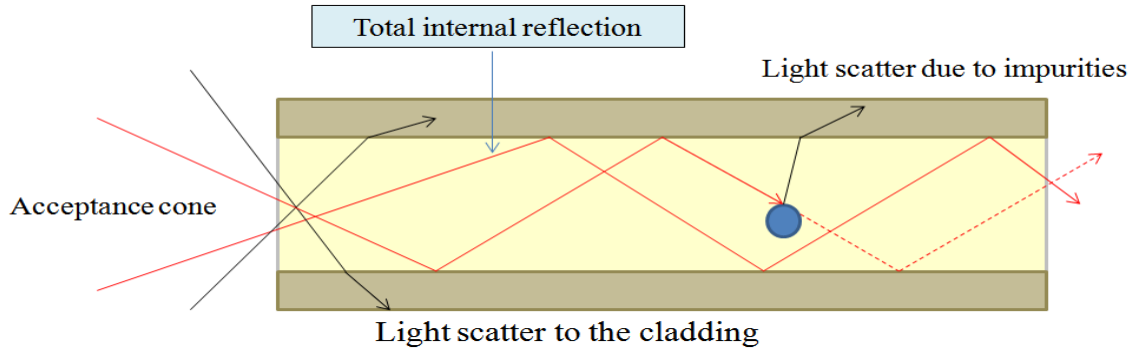 Total internal reflection
Light scatter due to impurities
Acceptance cone
Light scatter to the cladding